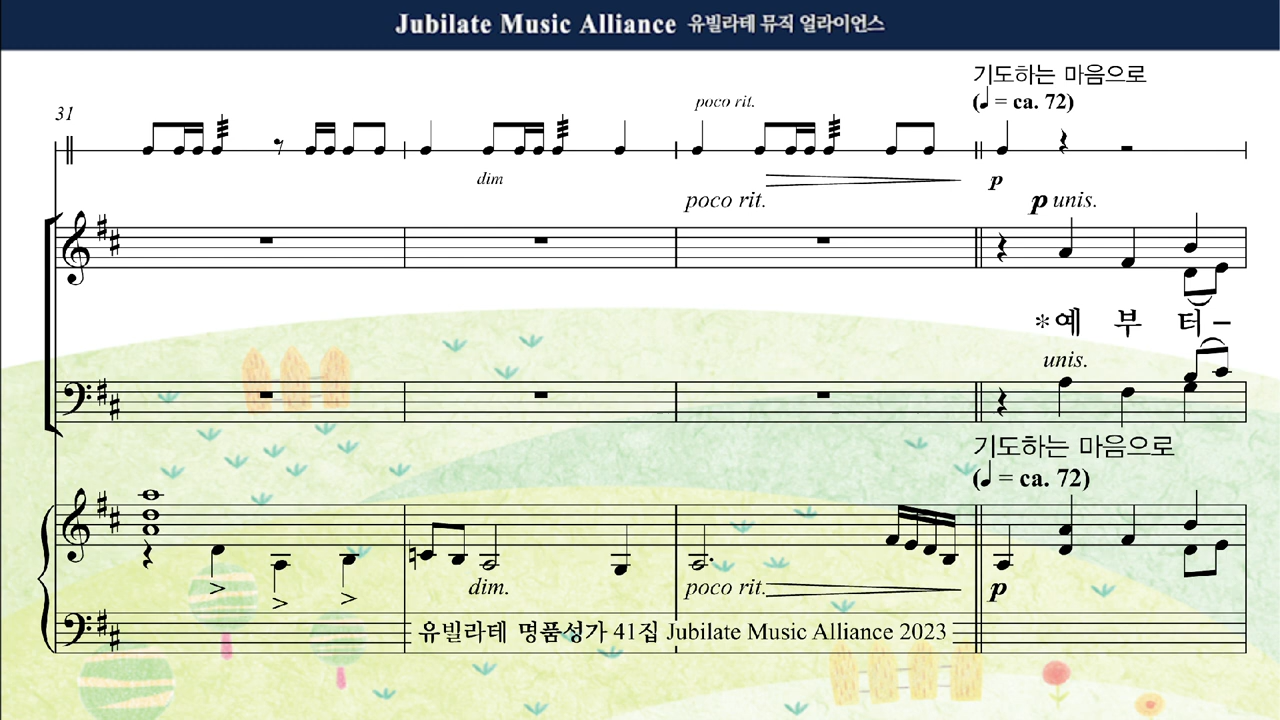 Jubilate Music Alliance 유빌라테 뮤직 얼라이언스
기도하는 마음으로
31
poco rit.
(♩ = ca. 72)
dim
p
poco rit.
p unis.
*예 부 터 –
unis.
기도하는 마음으로
(♩ = ca. 72)
dim.
poco rit.
p
유빌라테 명품성가 41집 Jubilate Music Alliance 2023